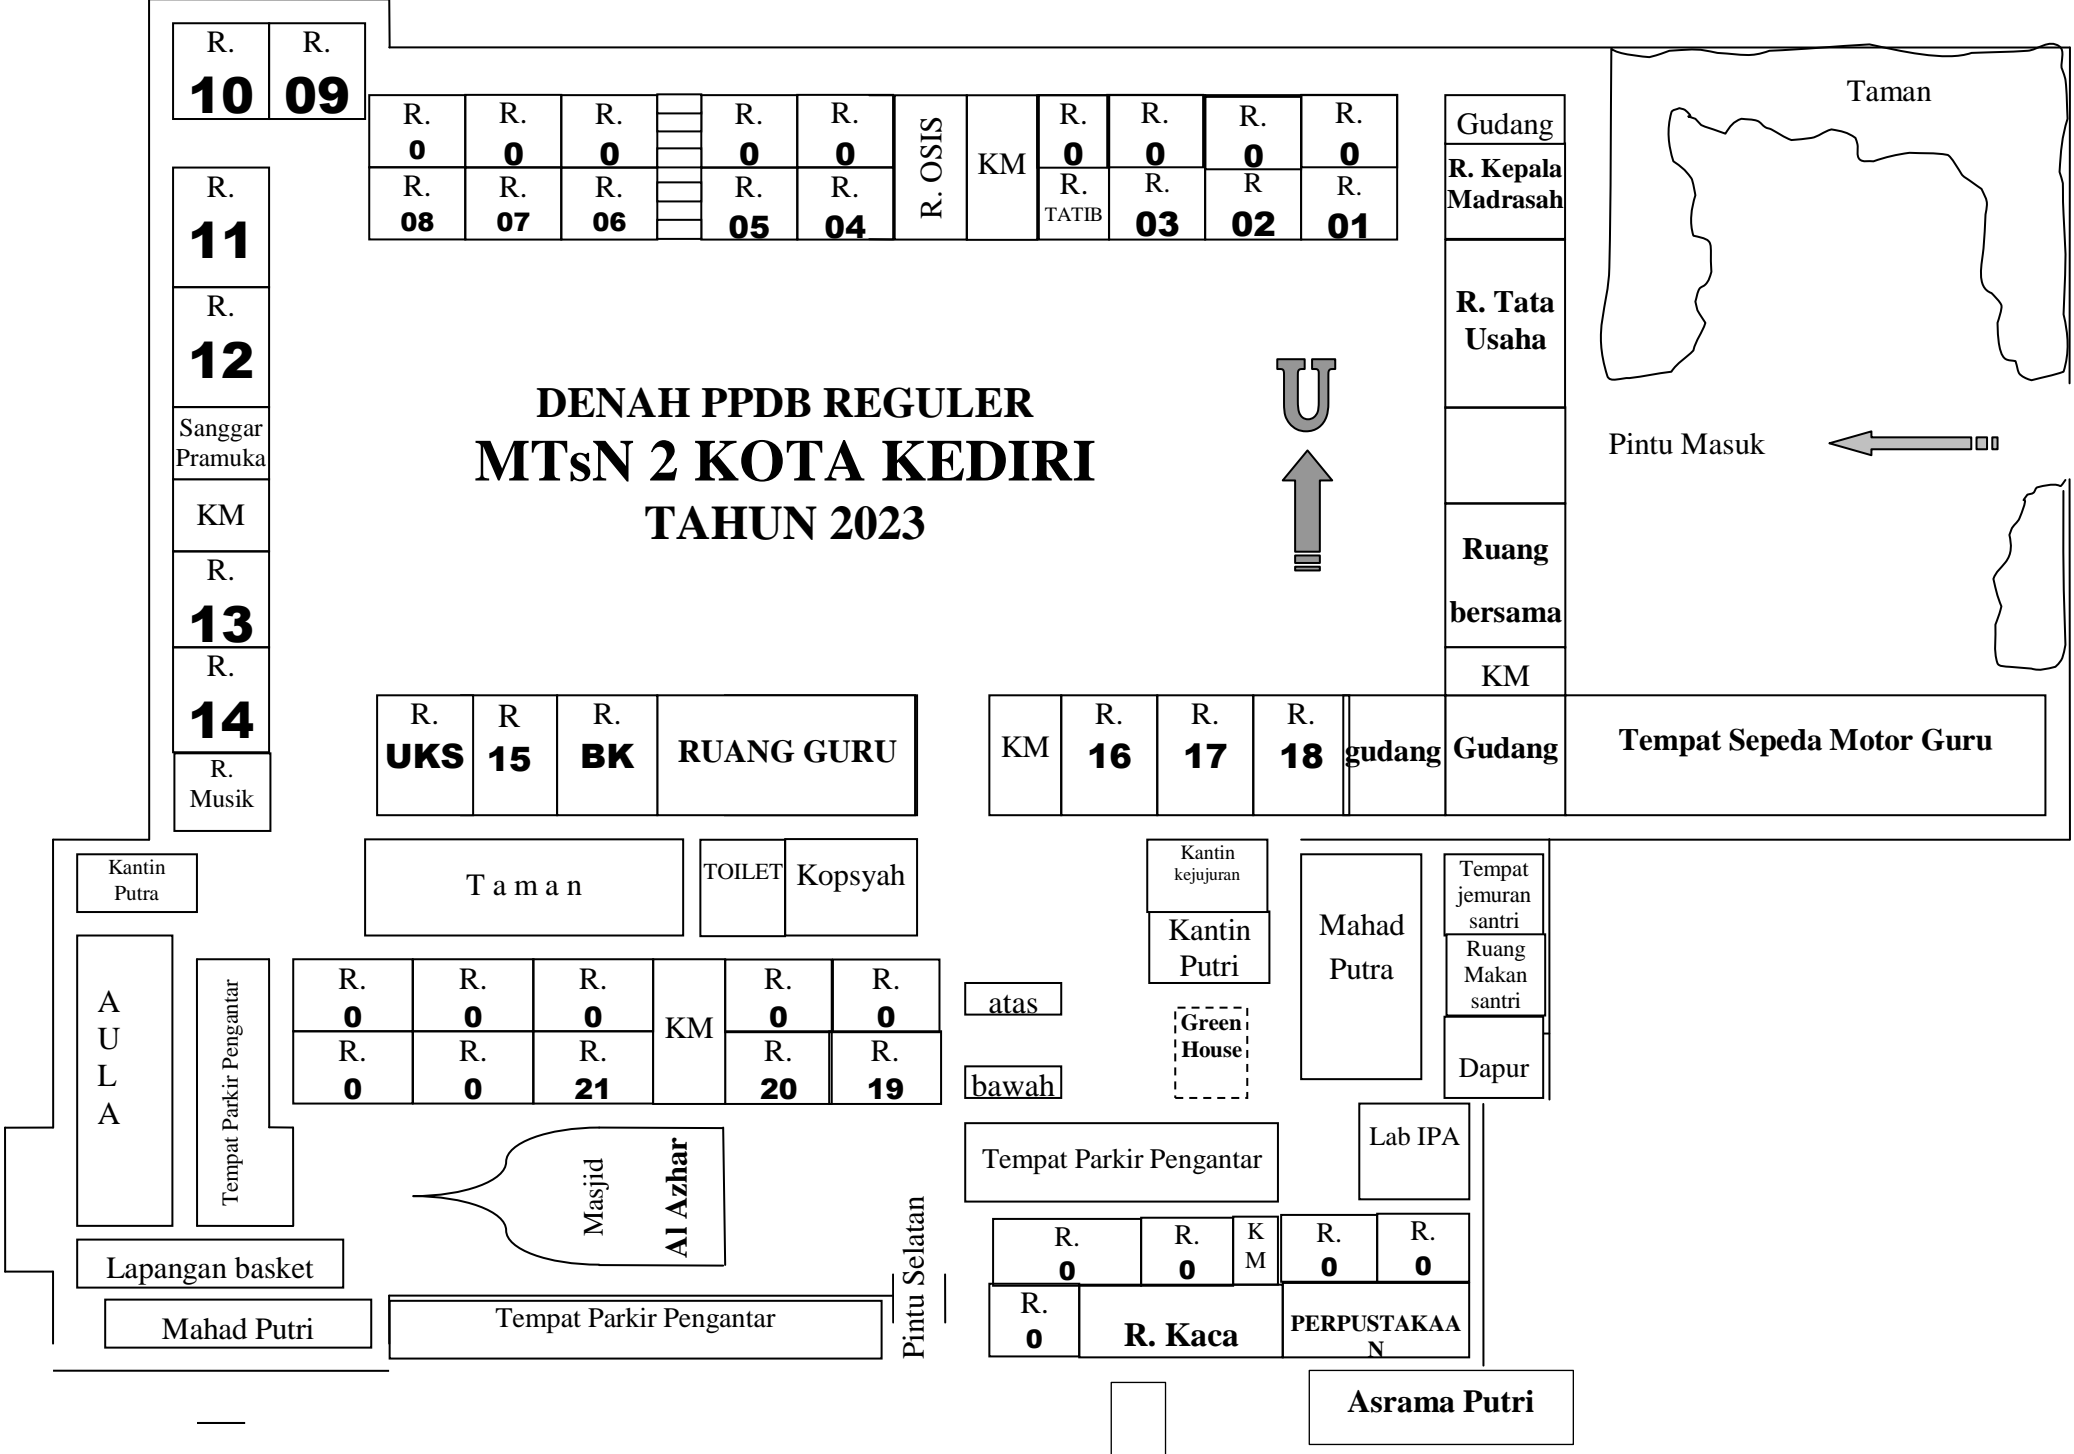 R.
10
R.
09
R.
0
R.
0
R.
0
R.
0
R.
0
R. OSIS
KM
R.
0
R.
0
R.
0
R.
0
R.
08
R.
07
R.
06
R.
05
R.
04
R.
TATIB
R.
03
R
02
R.
01
Gudang
R. Kepala
Madrasah
R. Tata
Usaha
Ruang
bersama
KM
Taman
Pintu Masuk
R.
11
R.
12
Sanggar
Pramuka
KM
R.
13
R.
14
R.
Musik
DENAH PPDB REGULER
MTsN 2 KOTA KEDIRI
TAHUN 2023
U
R.
UKS
R
15
R.
BK
RUANG GURU
KM
R.
16
R.
17
R.
18
gudang
Gudang
Tempat Sepeda Motor Guru
Kantin
Putra
T a m a n
TOILET
Kopsyah
Kantin
kejujuran
Kantin
Putri
Green
House
Mahad
Putra
Tempat
jemuran
santri
Ruang
Makan
santri
Dapur
A
U
L
A
Tempat Parkir Pengantar
R.
0
R.
0
R.
0
KM
R.
0
R.
0
R.
0
R.
0
R.
21
R.
20
R.
19
atas
bawah
Lab IPA
Tempat Parkir Pengantar
Masjid
Al Azhar
Pintu Selatan
Lapangan basket
Mahad Putri
Tempat Parkir Pengantar
R.
0
R.
0
K
M
R.
0
R.
0
R.
0
R. Kaca
PERPUSTAKAA
N
Asrama Putri